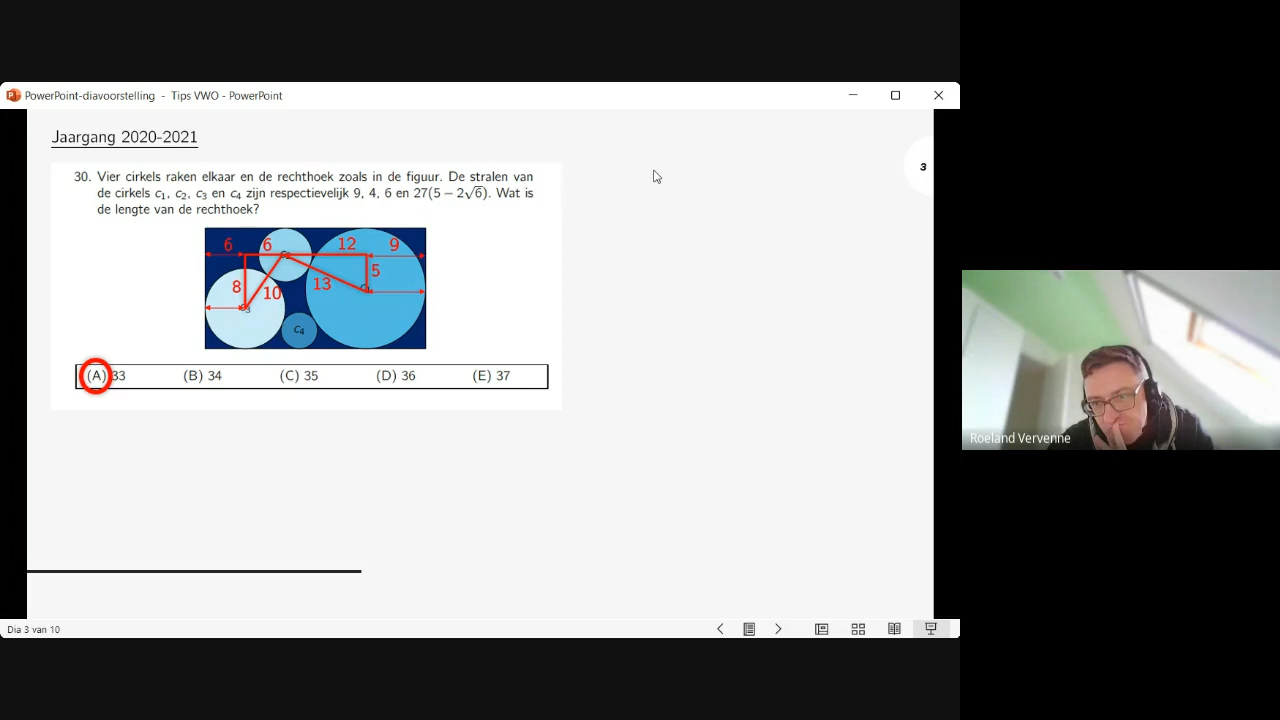 PowerPoint-diavoorstelling - Tips VWO - PowerPoint
Jaargang 2020-2021
3
30. Vier cirkels raken elkaar en de rechthoek zoals in de figuur. De stralen van
de cirkels c₁, c₂, c₃ en c₄ zijn respectievelijk 9, 4, 6 en 27(5 − 2√6). Wat is
de lengte van de rechthoek?
6 6 12 9
5
8 10 13
c₄
(A) 33 (B) 34 (C) 35 (D) 36 (E) 37
Roeland Vervenne
Dia 3 van 10